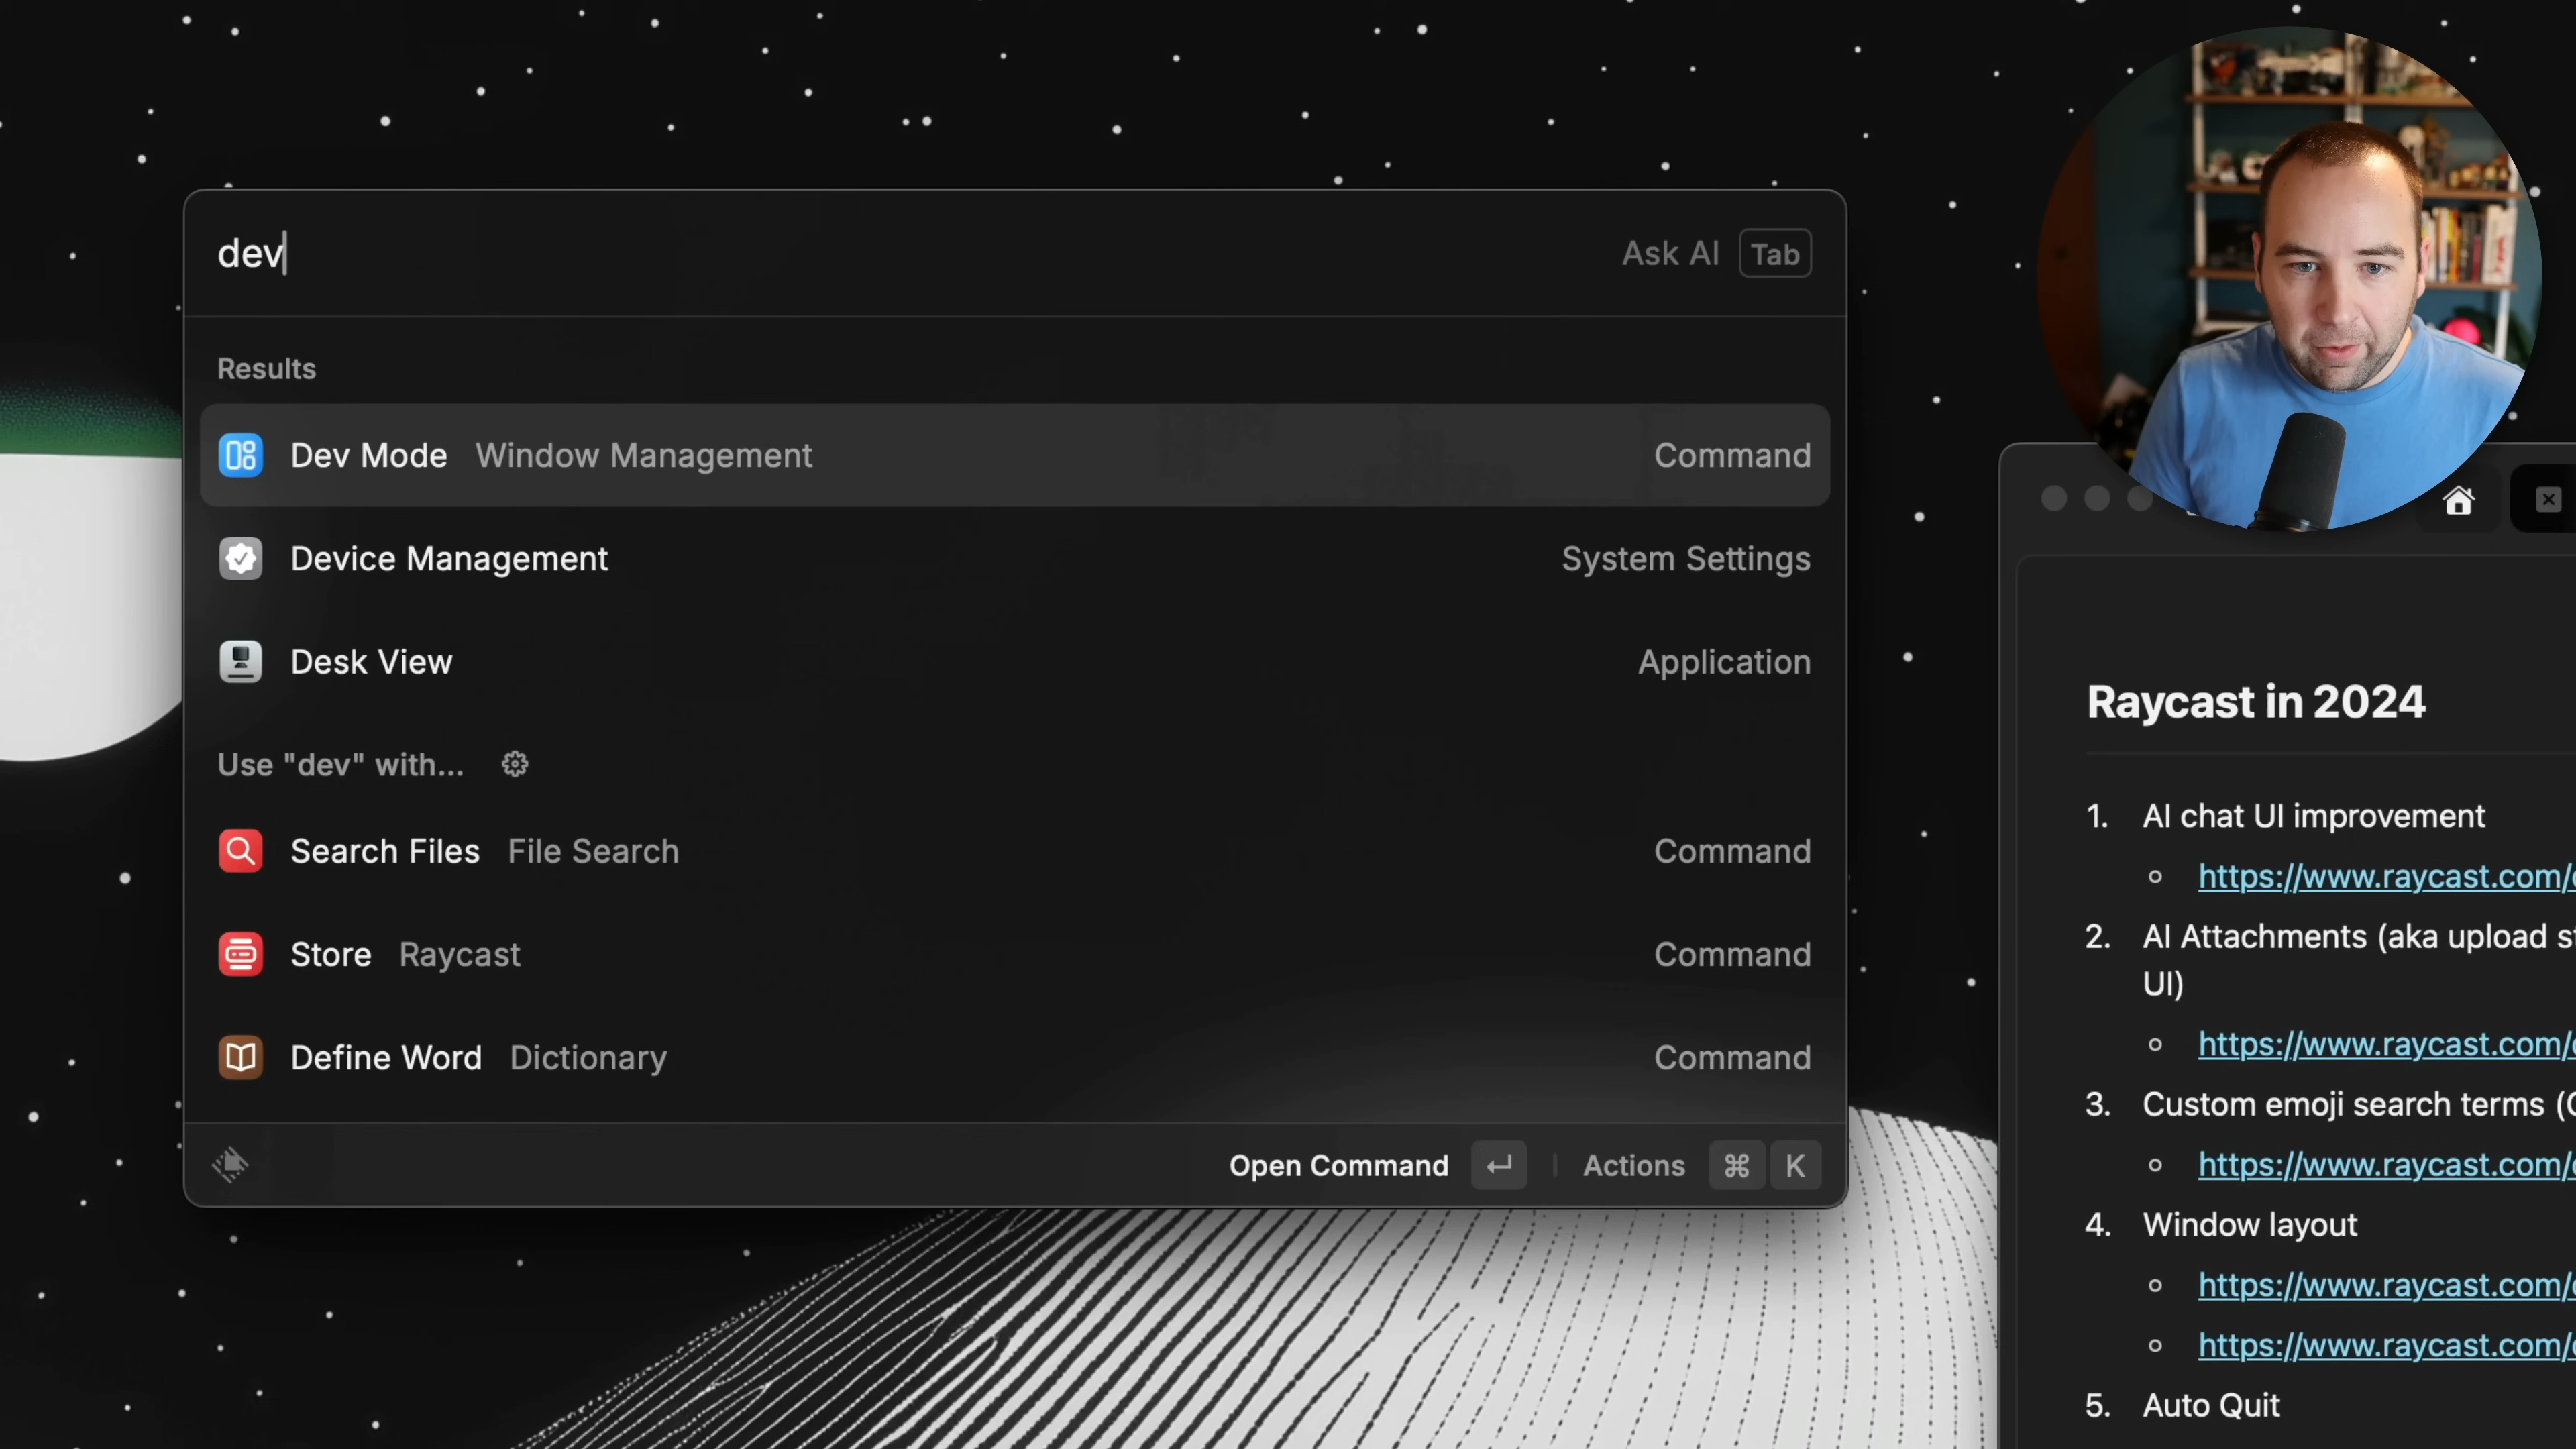 dev
Ask AI Tab
Results
Dev Mode Window Management Command
Device Management System Settings
Desk View Application
Use "dev" with...
Search Files File Search Command
Store Raycast Command
Define Word Dictionary Command
Open Command ↵ Actions ⌘ K
Raycast in 2024
1. AI chat UI improvement
https://www.raycast.com/
2. AI Attachments (aka upload
UI)
https://www.raycast.com/
3. Custom emoji search terms
https://www.raycast.com/
4. Window layout
https://www.raycast.com/
https://www.raycast.com/
5. Auto Quit